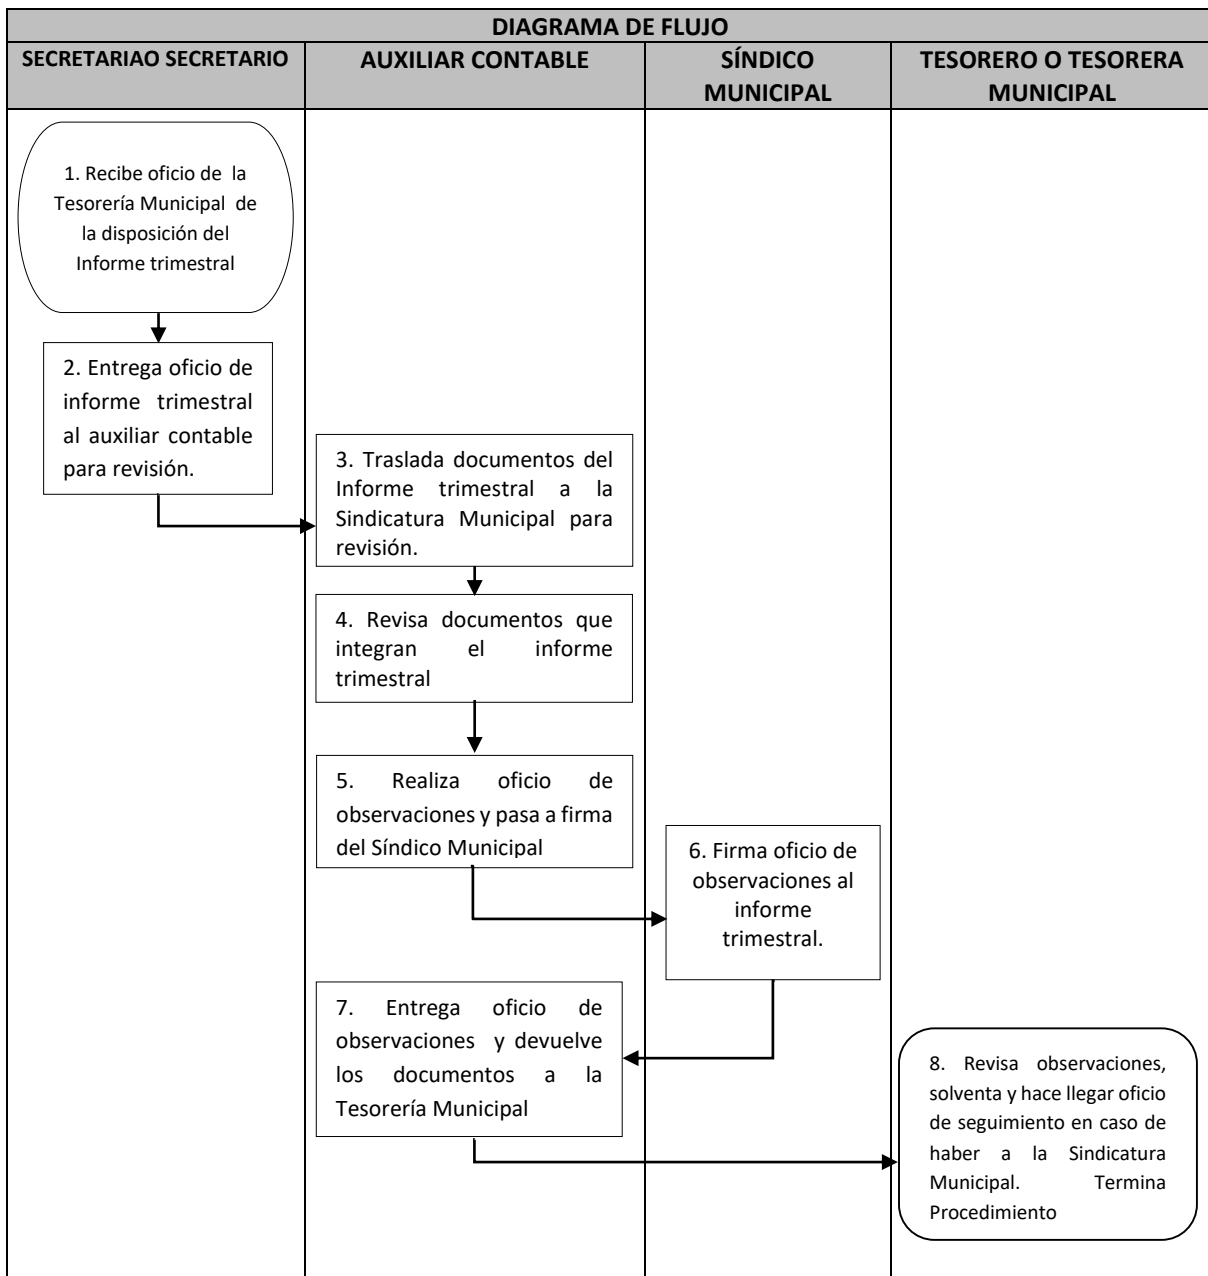 DIAGRAMA DE FLUJO
SECRETARIAO SECRETARIO
AUXILIAR CONTABLE
SÍNDICO
MUNICIPAL
TESORERO O TESORERA
MUNICIPAL
1. Recibe oficio de la
Tesorería Municipal de
la disposición del
Informe trimestral
2. Entrega oficio de
informe trimestral
al auxiliar contable
para revisión.
3. Traslada documentos del
Informe trimestral a la
Sindicatura Municipal para
revisión.
4. Revisa documentos que
integran el informe
trimestral
5. Realiza oficio de
observaciones y pasa a firma
del Síndico Municipal
6. Firma oficio de
observaciones al
informe
trimestral.
7. Entrega oficio de
observaciones y devuelve
los documentos a la
Tesorería Municipal
8. Revisa observaciones,
solventa y hace llegar oficio
de seguimiento en caso de
haber a la Sindicatura
Municipal. Termina
Procedimiento